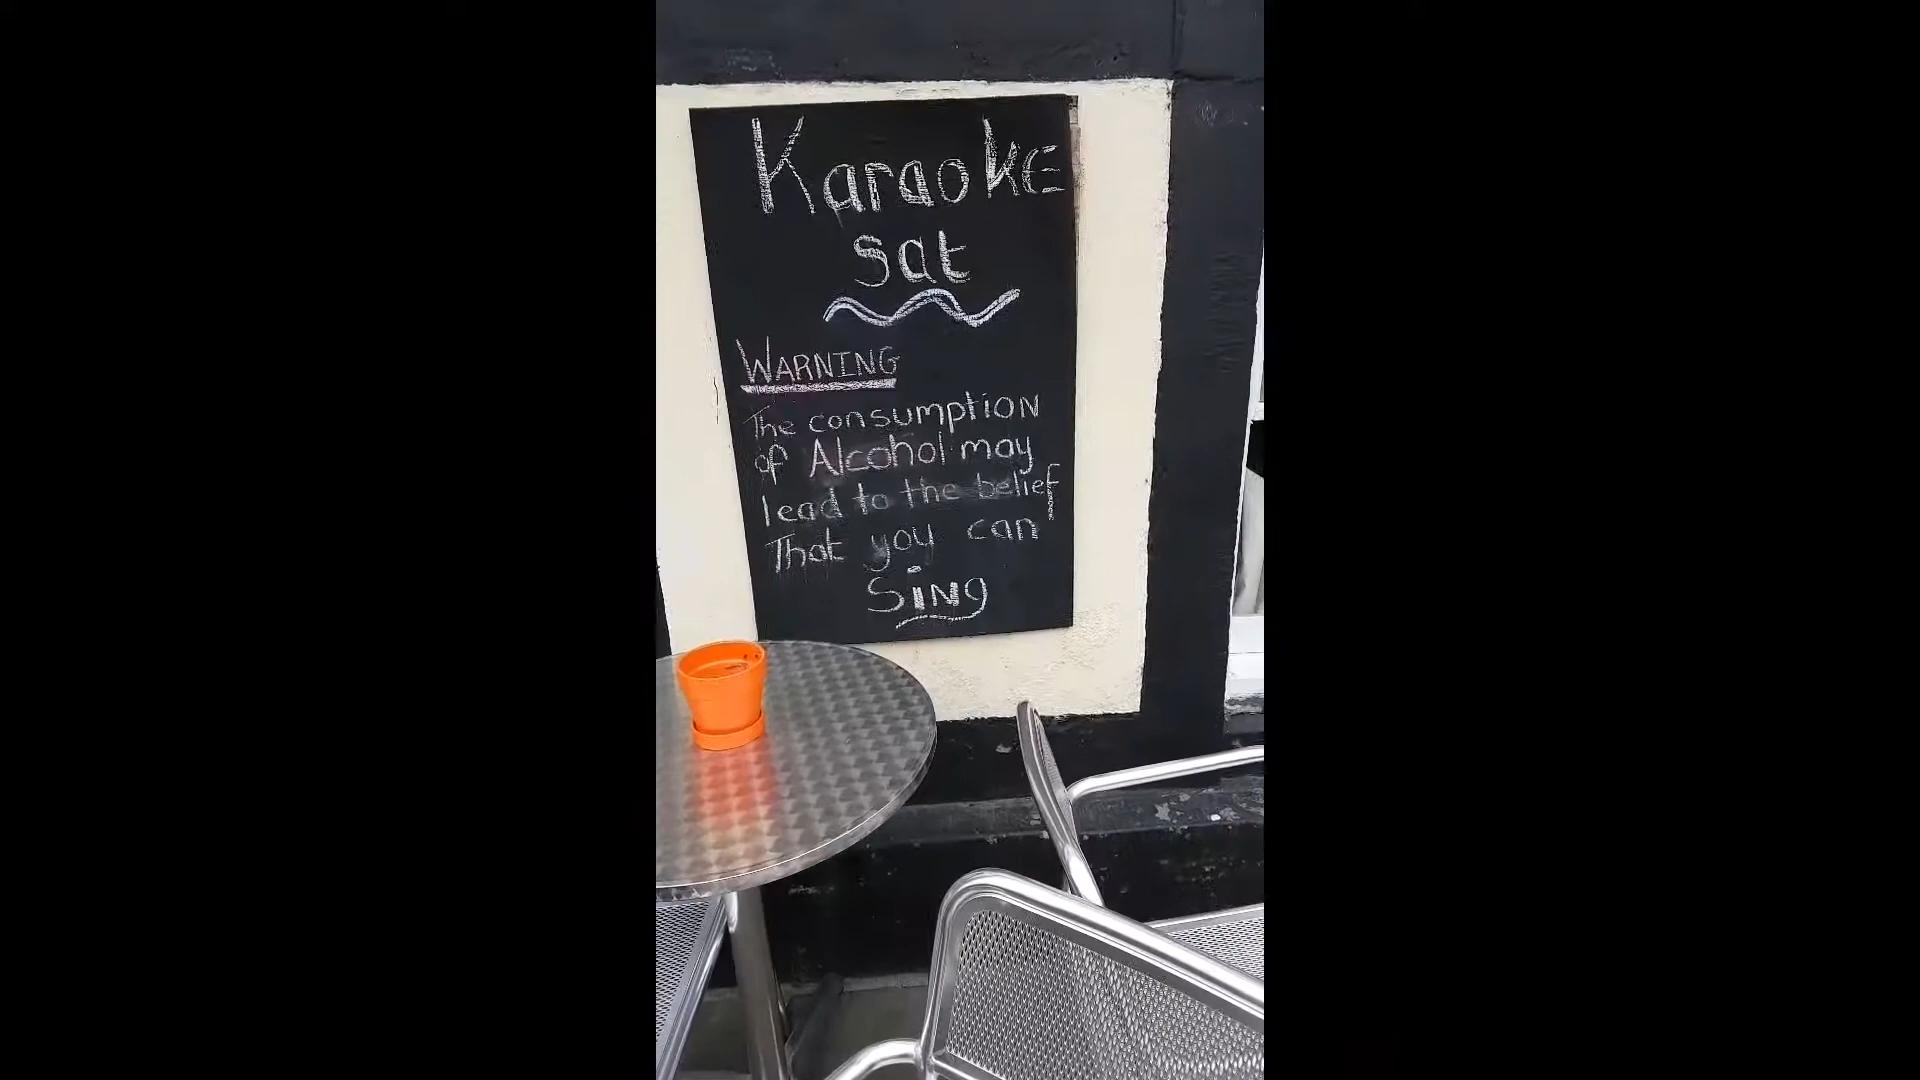 Karaoke
sat
WARNING
The consumption
of Alcohol may
lead to the belief
That you can
SiNg